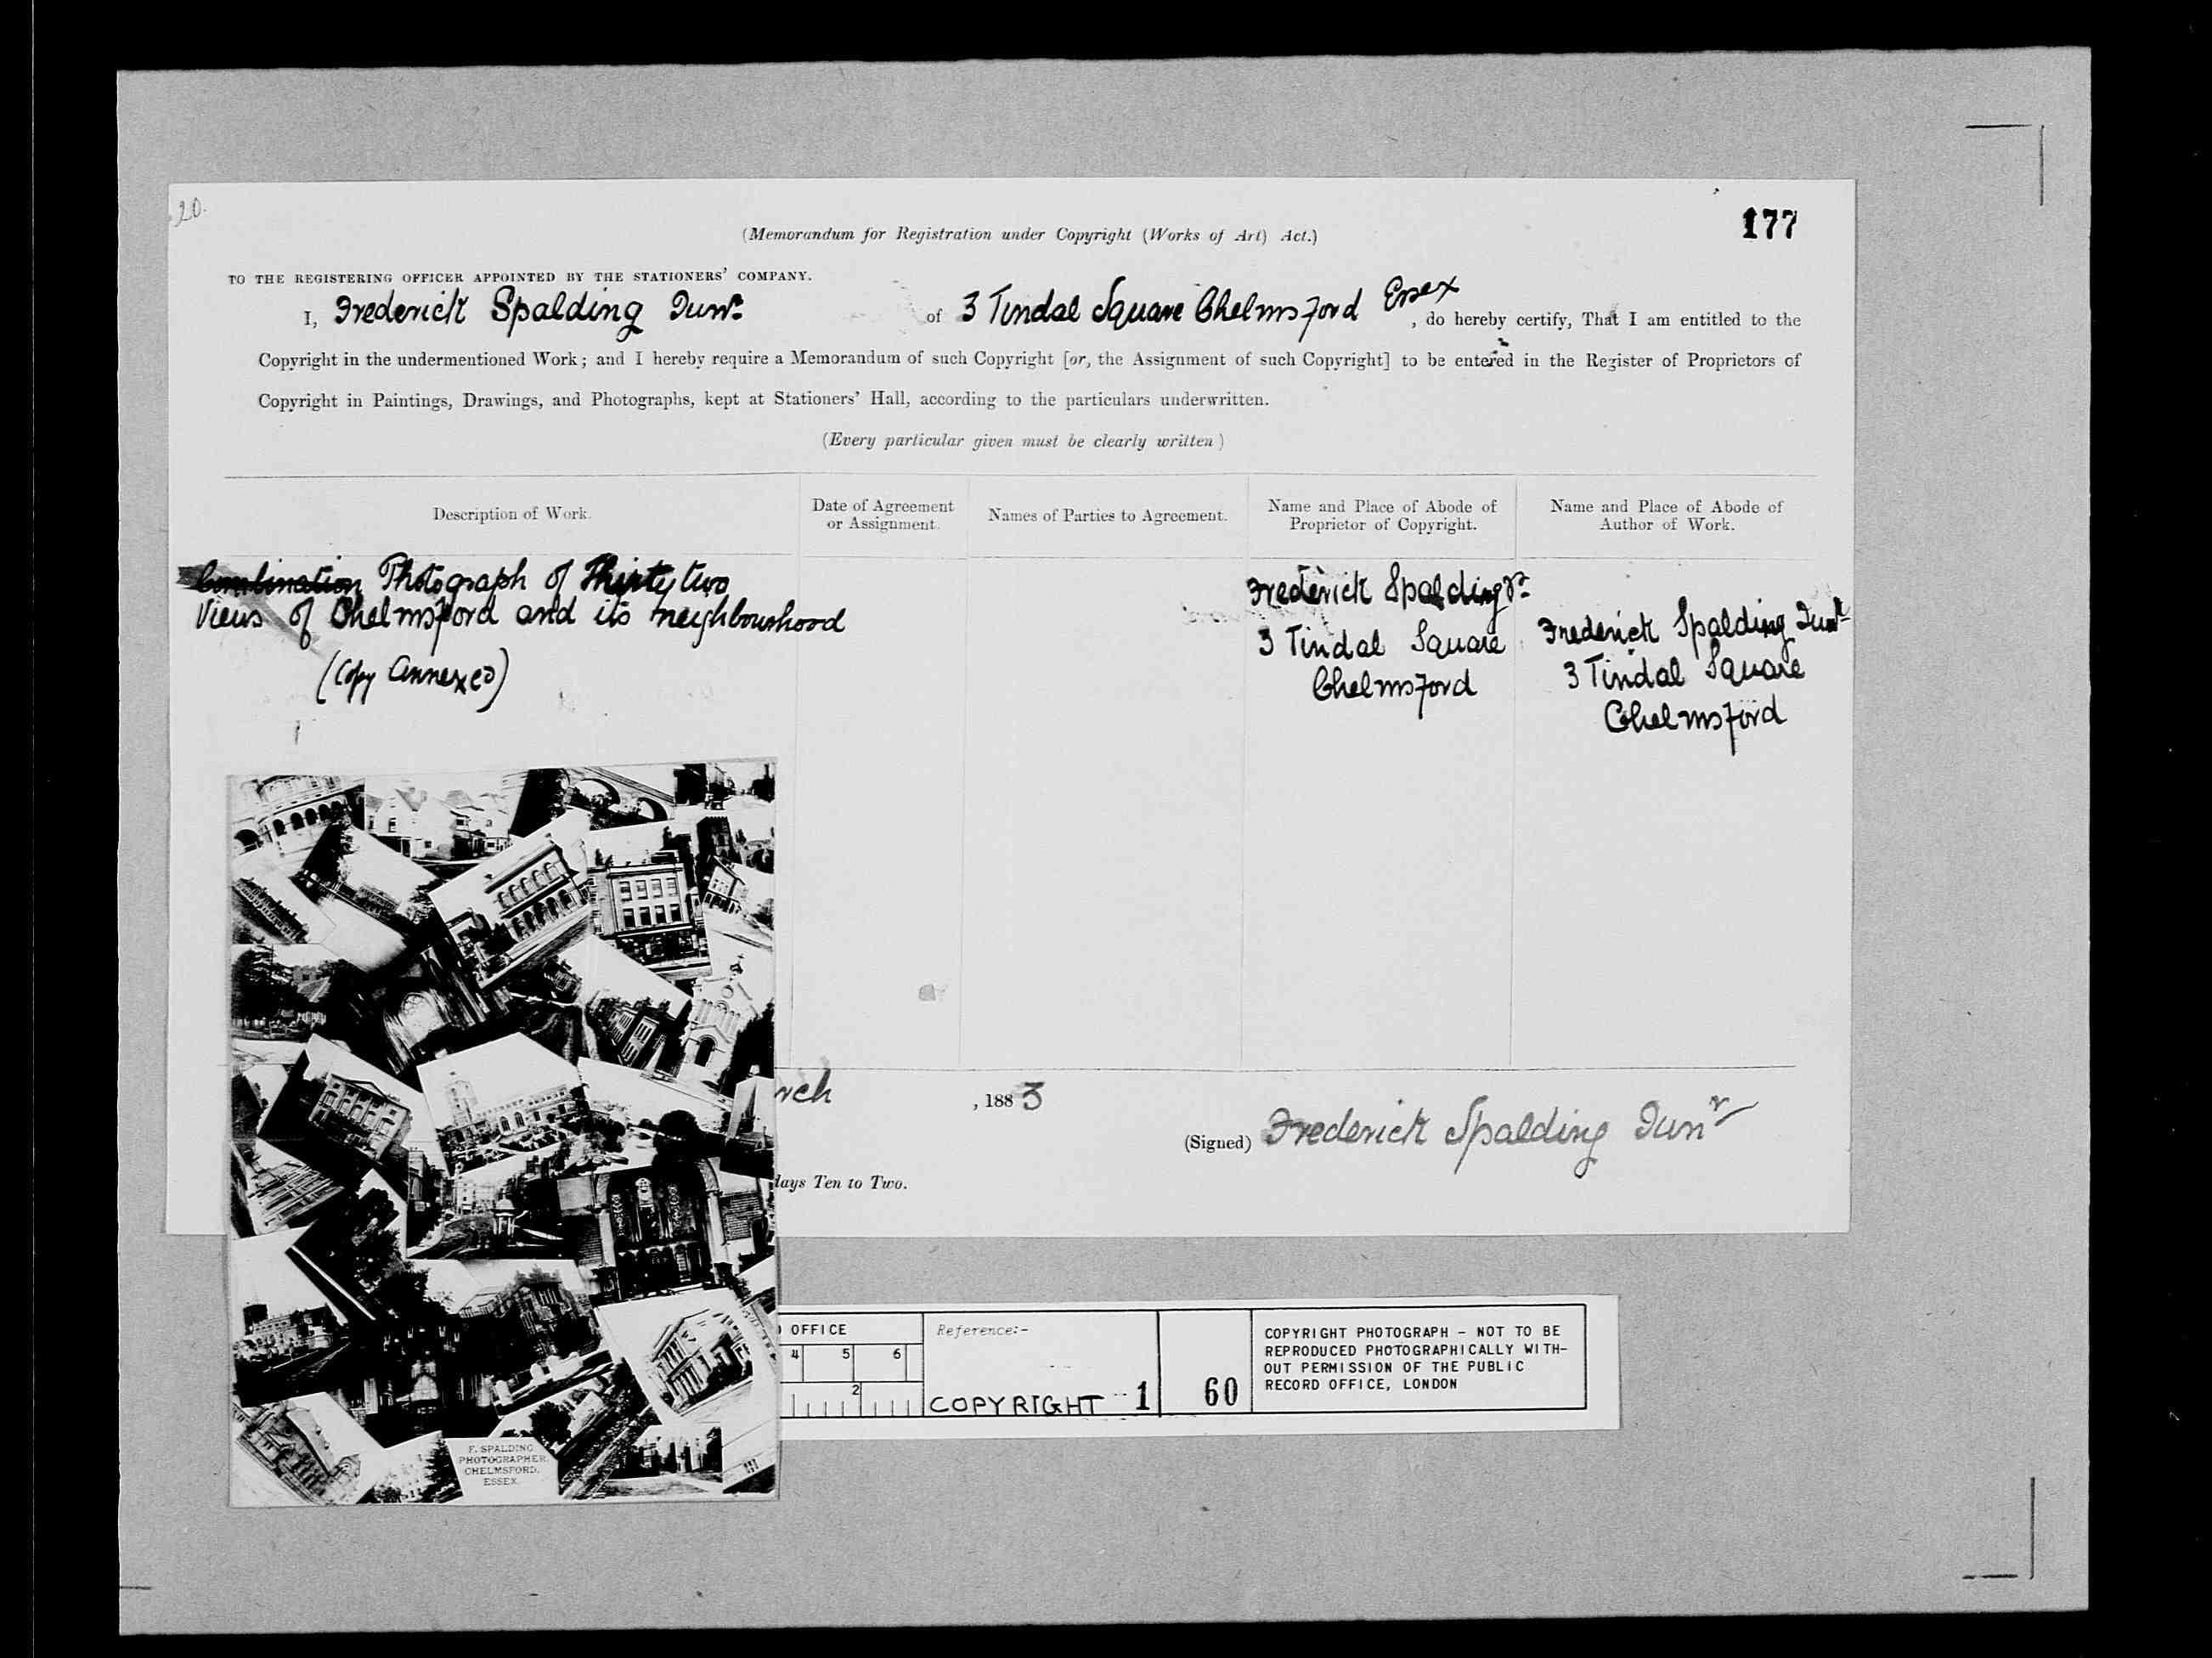 20.
177
(Memorandum for Registration under Copyright (Works of Art) Act.)
TO THE REGISTERING OFFICER APPOINTED BY THE STATIONERS' COMPANY.
I, Frederick Spalding Junr. of 3 Tindal Square Chelmsford Essex, do hereby certify, That I am entitled to the
Copyright in the undermentioned Work; and I hereby require a Memorandum of such Copyright [or, the Assignment of such Copyright] to be entered in the Register of Proprietors of
Copyright in Paintings, Drawings, and Photographs, kept at Stationers' Hall, according to the particulars underwritten.
(Every particular given must be clearly written)
Description of Work.
Combination Photograph of Thirty two
Views of Chelmsford and its neighbourhood
(Copy Annexed)
Date of Agreement
or Assignment.
Names of Parties to Agreement.
Name and Place of Abode of
Proprietor of Copyright.
Frederick Spalding Jr.
3 Tindal Square
Chelmsford
Name and Place of Abode of
Author of Work.
Frederick Spalding Junr.
3 Tindal Square
Chelmsford
rch , 1883
(Signed) Frederick Spalding Junr
days Ten to Two.
F. SPALDING
PHOTOGRAPHER.
CHELMSFORD.
ESSEX.
OFFICE
4 5 6
2
Reference:-
COPYRIGHT 1 60
COPYRIGHT PHOTOGRAPH - NOT TO BE
REPRODUCED PHOTOGRAPHICALLY WITH-
OUT PERMISSION OF THE PUBLIC
RECORD OFFICE, LONDON